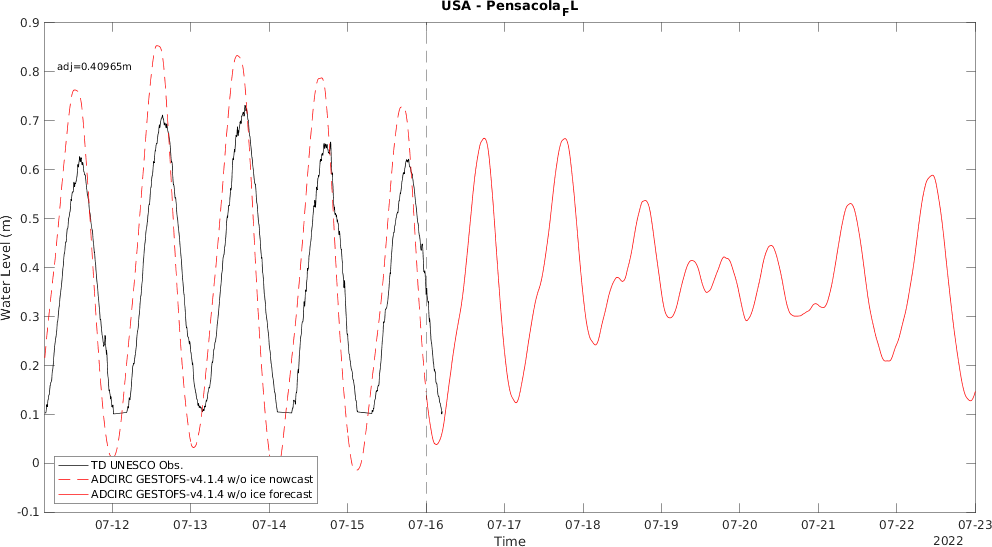 USA - Pensacola_FL
0.9
0.8
0.7
0.6
0.5
0.4
0.3
0.2
0.1
0
-0.1
Water Level (m)
adj=0.40965m
TD UNESCO Obs.
ADCIRC GESTOFS-v4.1.4 w/o ice nowcast
ADCIRC GESTOFS-v4.1.4 w/o ice forecast
07-12 07-13 07-14 07-15 07-16 07-17 07-18 07-19 07-20 07-21 07-22 07-23
Time
2022